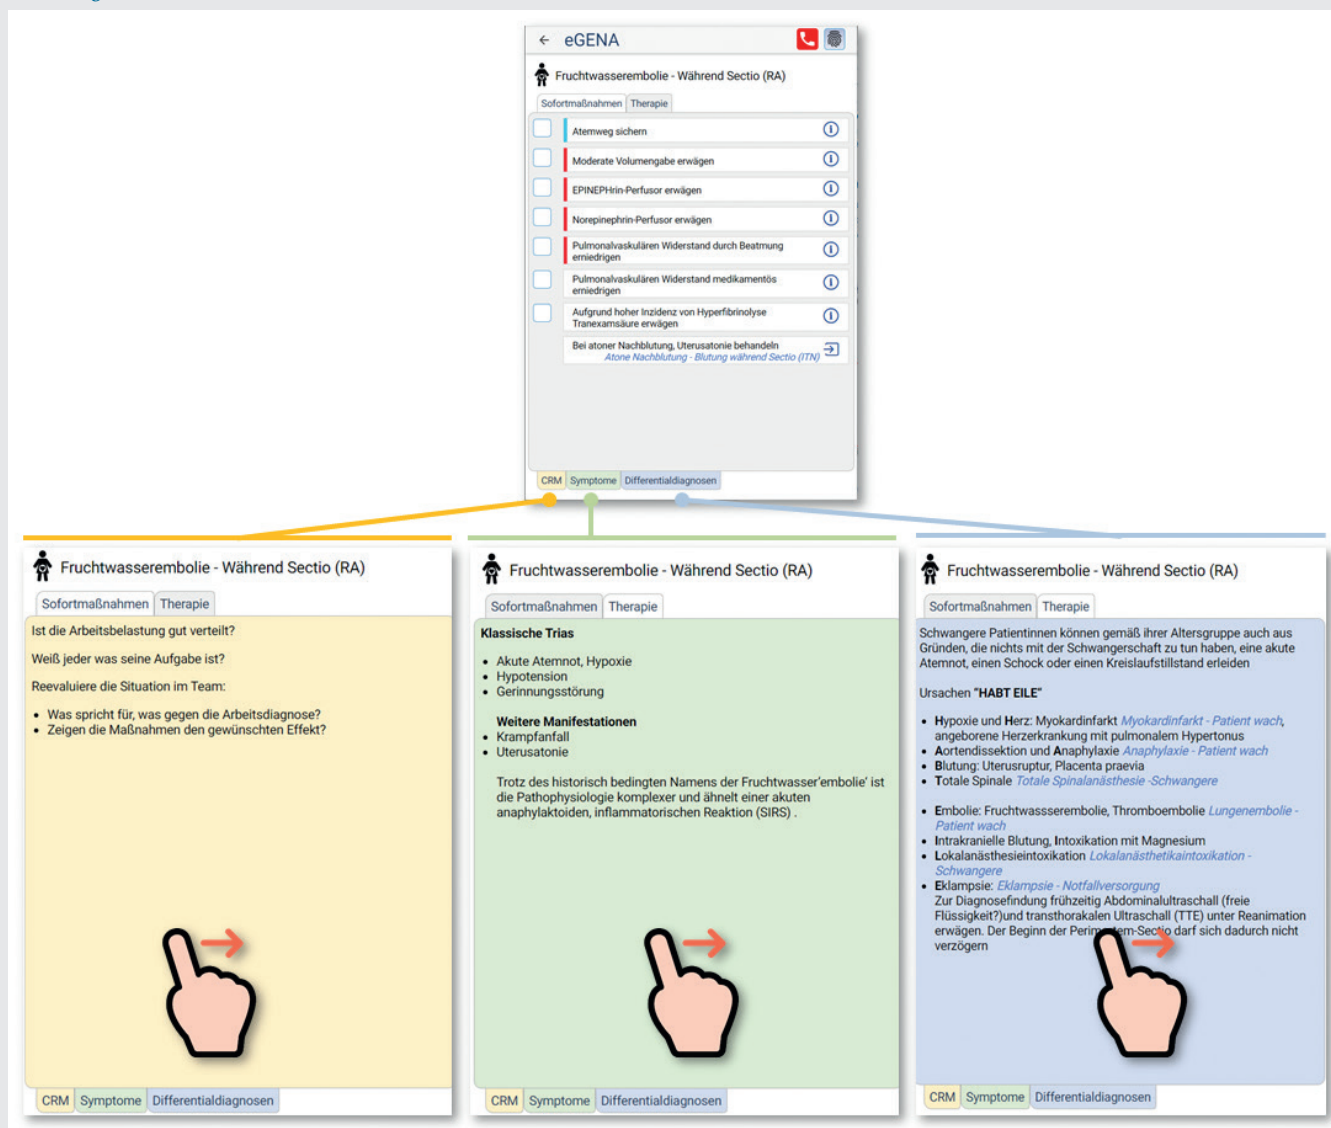 ← eGENA
Fruchtwasserembolie - Während Sectio (RA)
Sofortmaßnahmen Therapie
Atemweg sichern
Moderate Volumengabe erwägen
EPINEPHrin-Perfusor erwägen
Norepinephrin-Perfusor erwägen
Pulmonalvaskulären Widerstand durch Beatmung
erniedrigen
Pulmonalvaskulären Widerstand medikamentös
erniedrigen
Aufgrund hoher Inzidenz von Hyperfibrinolyse
Tranexamsäure erwägen
Bei atoner Nachblutung, Uterusatonie behandeln
Atone Nachblutung - Blutung während Sectio (ITN)
CRM Symptome Differentialdiagnosen
Fruchtwasserembolie - Während Sectio (RA)
Sofortmaßnahmen Therapie
Ist die Arbeitsbelastung gut verteilt?
Weiß jeder was seine Aufgabe ist?
Reevaluiere die Situation im Team:
• Was spricht für, was gegen die Arbeitsdiagnose?
• Zeigen die Maßnahmen den gewünschten Effekt?
CRM Symptome Differentialdiagnosen
Fruchtwasserembolie - Während Sectio (RA)
Sofortmaßnahmen Therapie
Klassische Trias
• Akute Atemnot, Hypoxie
• Hypotension
• Gerinnungsstörung
Weitere Manifestationen
• Krampfanfall
• Uterusatonie
Trotz des historisch bedingten Namens der Fruchtwasser'embolie' ist
die Pathophysiologie komplexer und ähnelt einer akuten
anaphylaktoiden, inflammatorischen Reaktion (SIRS) .
CRM Symptome Differentialdiagnosen
Fruchtwasserembolie - Während Sectio (RA)
Sofortmaßnahmen Therapie
Schwangere Patientinnen können gemäß ihrer Altersgruppe auch aus
Gründen, die nichts mit der Schwangerschaft zu tun haben, eine akute
Atemnot, einen Schock oder einen Kreislaufstillstand erleiden
Ursachen "HABT EILE"
• Hypoxie und Herz: Myokardinfarkt Myokardinfarkt - Patient wach,
angeborene Herzerkrankung mit pulmonalem Hypertonus
• Aortendissektion und Anaphylaxie Anaphylaxie - Patient wach
• Blutung: Uterusruptur, Placenta praevia
• Totale Spinale Totale Spinalanästhesie -Schwangere
• Embolie: Fruchtwassserembolie, Thromboembolie Lungenembolie -
Patient wach
• Intrakranielle Blutung, Intoxikation mit Magnesium
• Lokalanästhesieintoxikation Lokalanästhetikaintoxikation -
Schwangere
• Eklampsie: Eklampsie - Notfallversorgung
Zur Diagnosefindung frühzeitig Abdominalultraschall (freie
Flüssigkeit?)und transthorakalen Ultraschall (TTE) unter Reanimation
erwägen. Der Beginn der darf sich dadurch nicht
verzögern
CRM Symptome Differentialdiagnosen